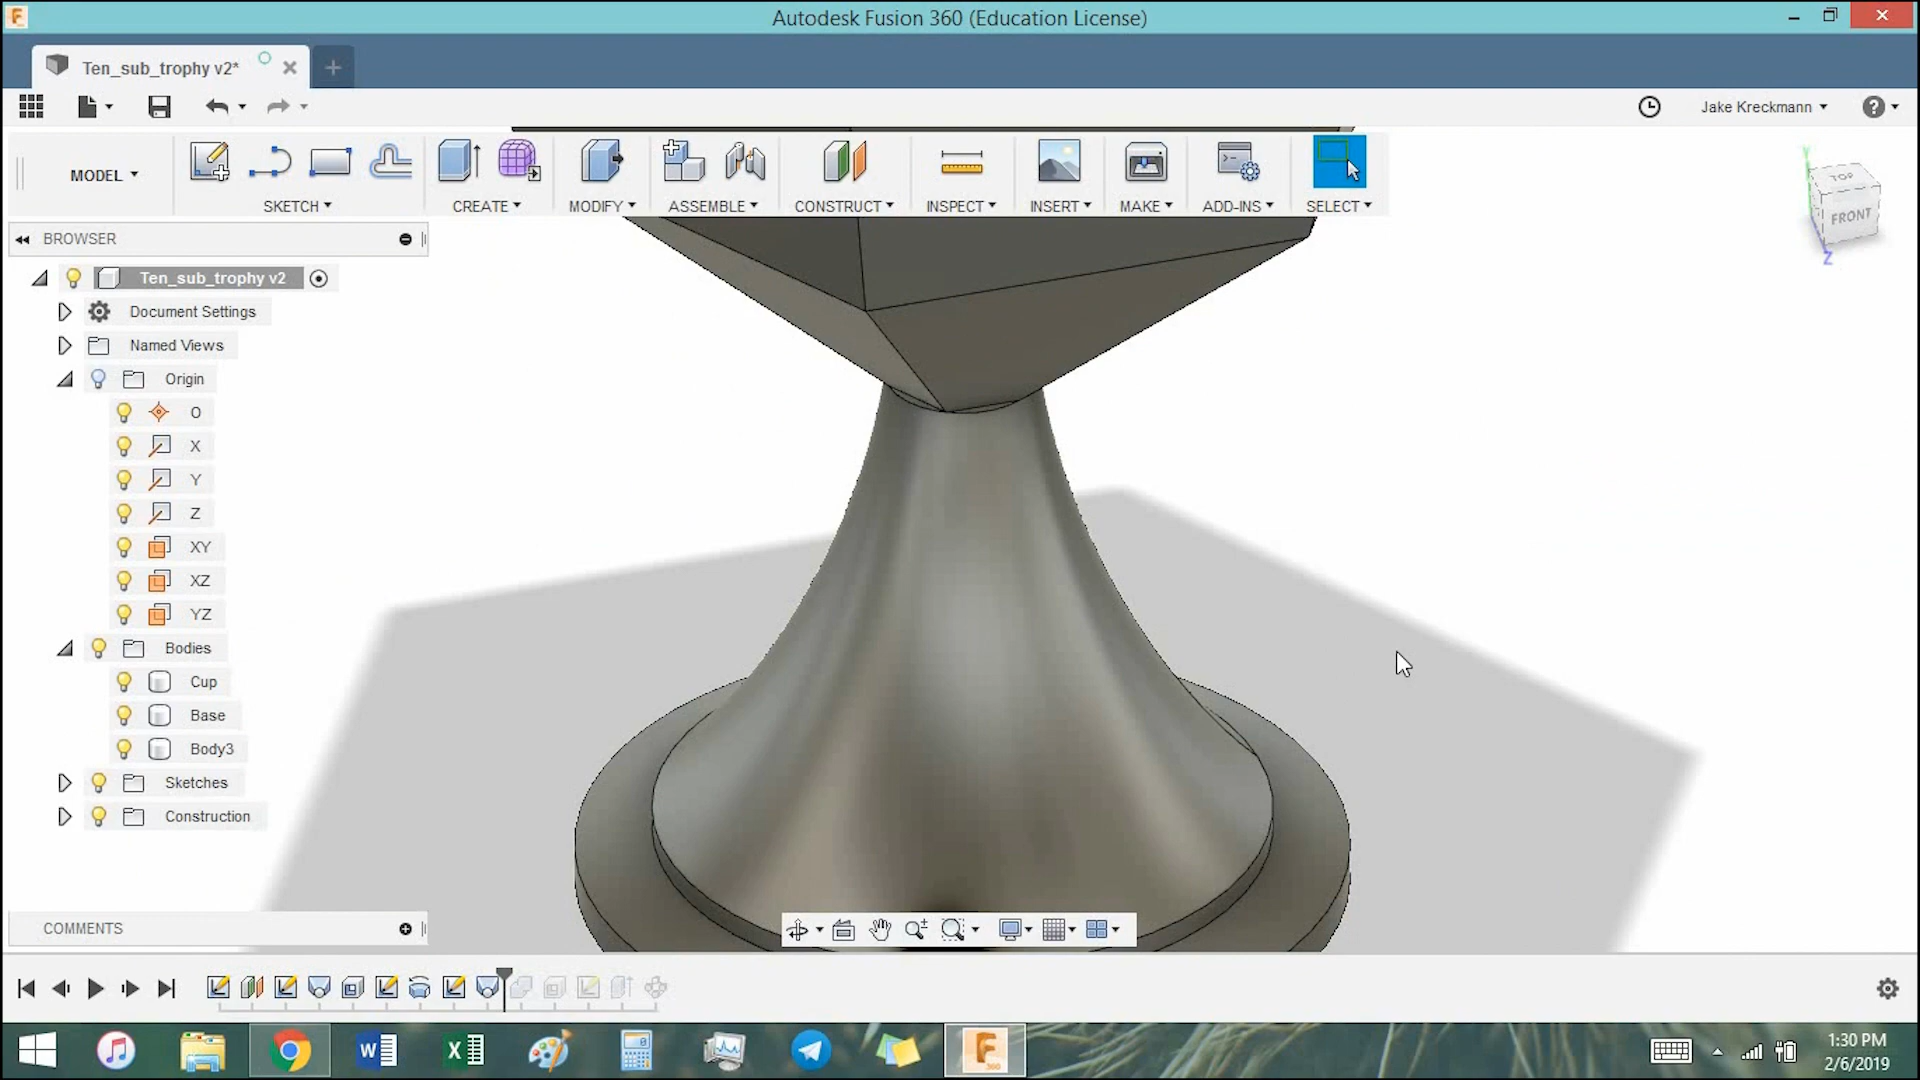 Autodesk Fusion 360 (Education License)
Ten_sub_trophy v2*
Jake Kreckmann
MODEL
SKETCH
CREATE
MODIFY
ASSEMBLE
CONSTRUCT
INSPECT
INSERT
MAKE
ADD-INS
SELECT
TOP
FRONT
Y
Z
BROWSER
Ten_sub_trophy v2
Document Settings
Named Views
Origin
O
X
Y
Z
XY
XZ
YZ
Bodies
Cup
Base
Body3
Sketches
Construction
COMMENTS
1:30 PM
2/6/2019